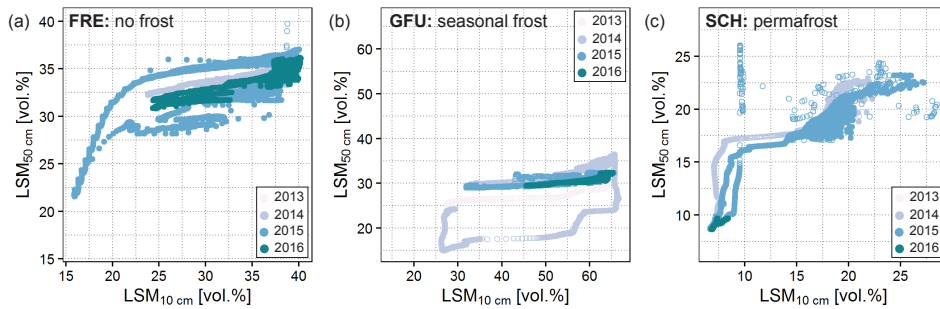 (a)
FRE: no frost
LSM50 cm [vol.%]
40
35
30
25
20
15
15 20 25 30 35 40
LSM10 cm [vol.%]
2013
2014
2015
2016
(b)
GFU: seasonal frost
LSM50 cm [vol.%]
60
50
40
30
20
20 30 40 50 60
LSM10 cm [vol.%]
2013
2014
2015
2016
(c)
SCH: permafrost
LSM50 cm [vol.%]
25
20
15
10
10 15 20 25
LSM10 cm [vol.%]
2013
2014
2015
2016